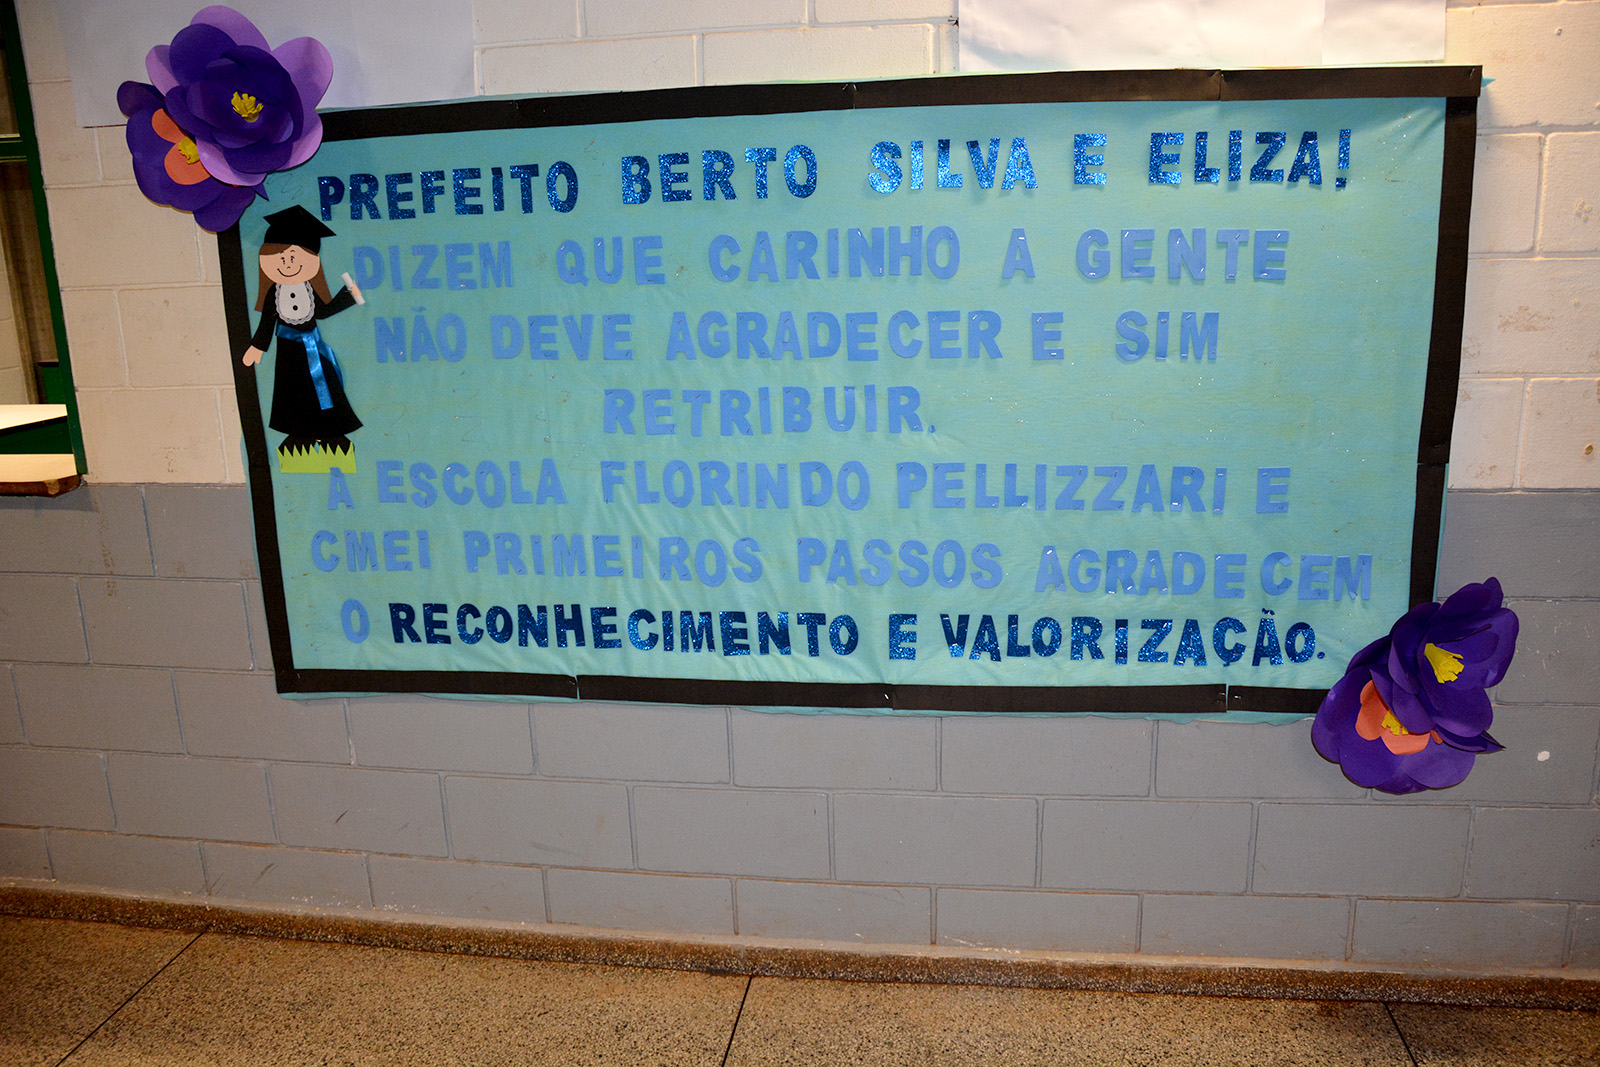 PREFEITO BERTO SILVA E ELIZA!
DIZEM QUE CARINHO A GENTE
NÃO DEVE AGRADECER E SIM
RETRIBUIR.
A ESCOLA FLORINDO PELLIZZARI E
CMEI PRIMEIROS PASSOS AGRADECEM
O RECONHECIMENTO E VALORIZAÇÃO.